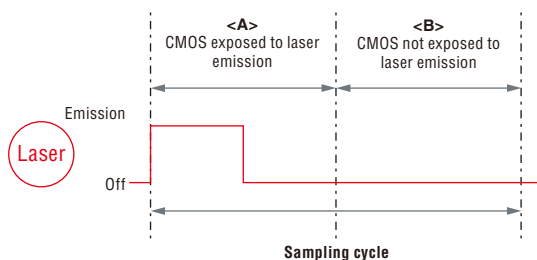 <A>
CMOS exposed to laser
emission
<B>
CMOS not exposed to
laser emission
Emission
Laser
Off
Sampling cycle